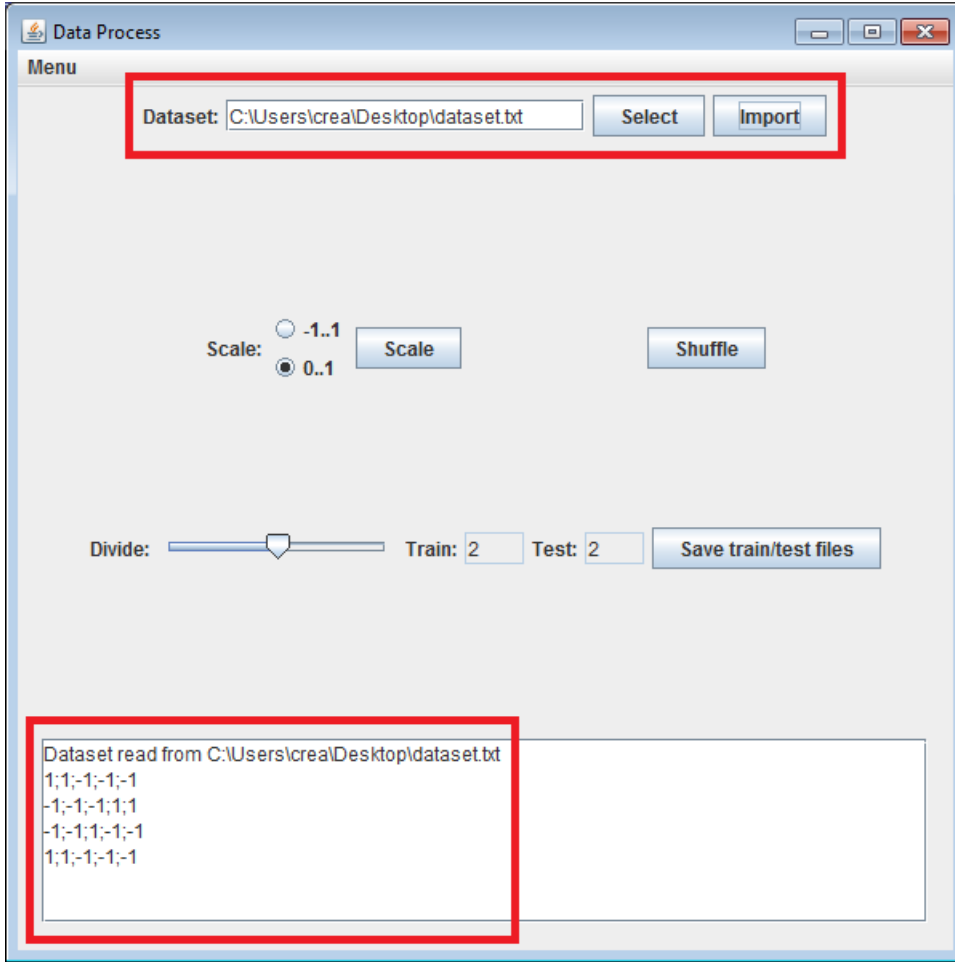 Data Process
Menu
Dataset: C:\Users\crea\Desktop\dataset.txt Select Import
-1..1
Scale: Scale Shuffle
0..1
Divide: Train: 2 Test: 2 Save train/test files
Dataset read from C:\Users\crea\Desktop\dataset.txt
1;1;-1;-1;-1
-1;-1;-1;1;1
-1;-1;1;-1;-1
1;1;-1;-1;-1